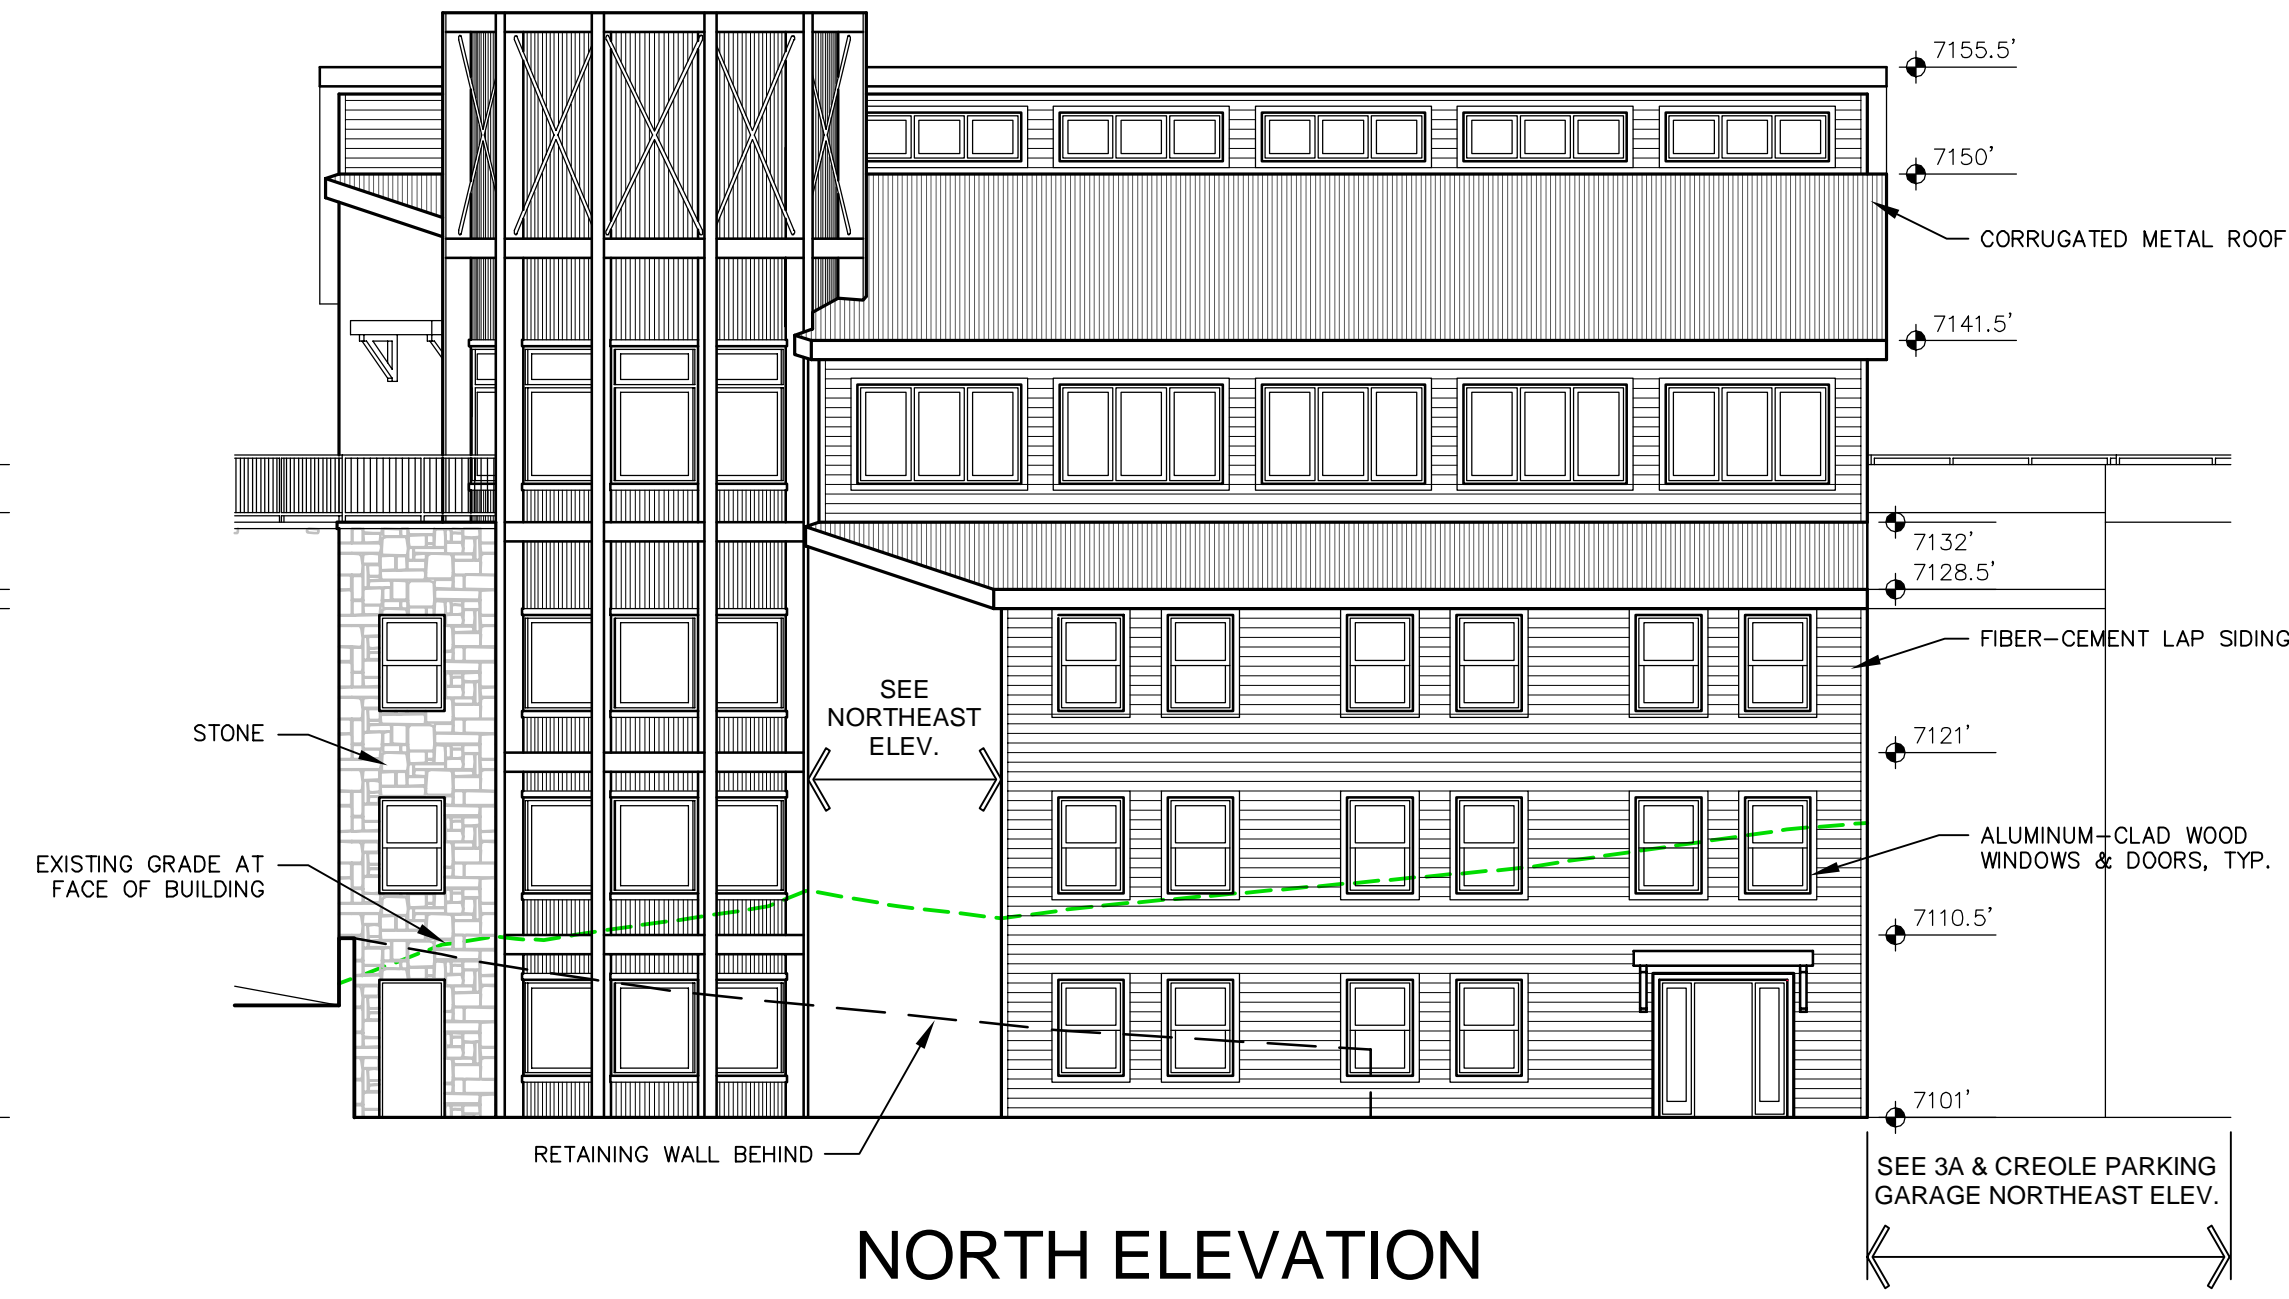 7155.5'
7150'
CORRUGATED METAL ROOF
7141.5'
7132'
7128.5'
FIBER-CEMENT LAP SIDING
SEE
NORTHEAST
ELEV.
STONE
7121'
ALUMINUM-CLAD WOOD
WINDOWS & DOORS, TYP.
EXISTING GRADE AT
FACE OF BUILDING
7110.5'
7101'
RETAINING WALL BEHIND
SEE 3A & CREOLE PARKING
GARAGE NORTHEAST ELEV.
NORTH ELEVATION